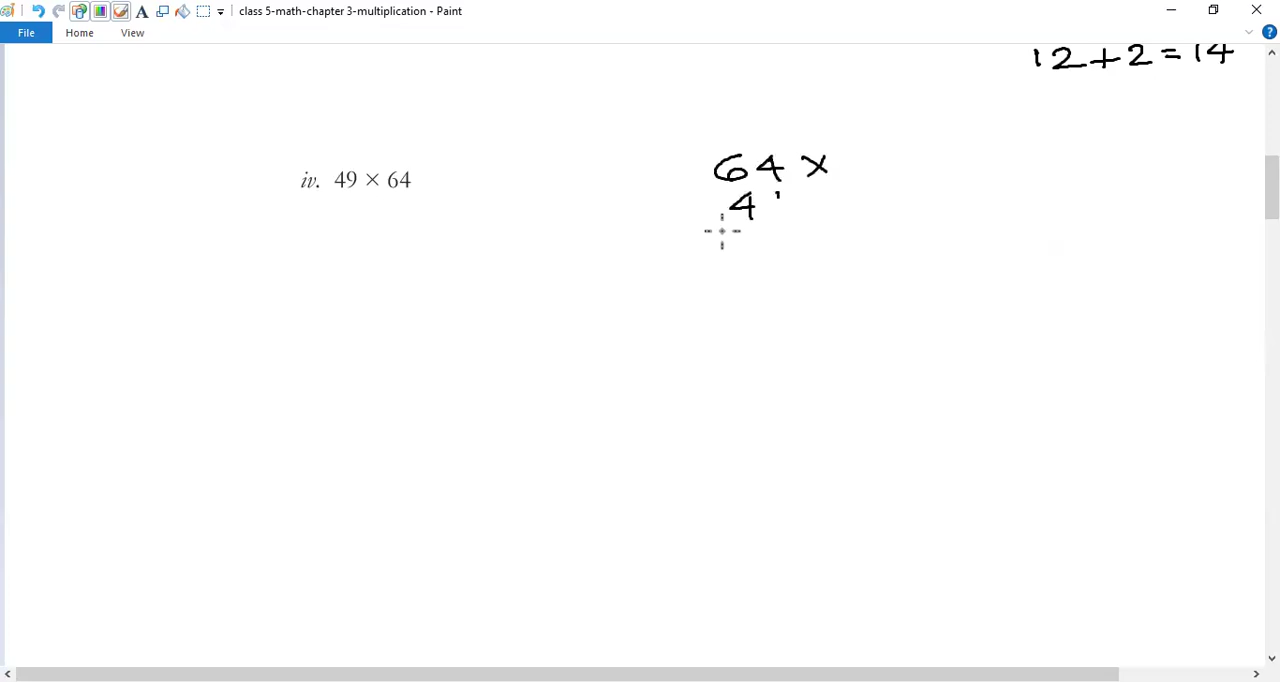 class 5-math-chapter 3-multiplication - Paint
File Home View
12+2=14
iv. 49 × 64
64 ×
4